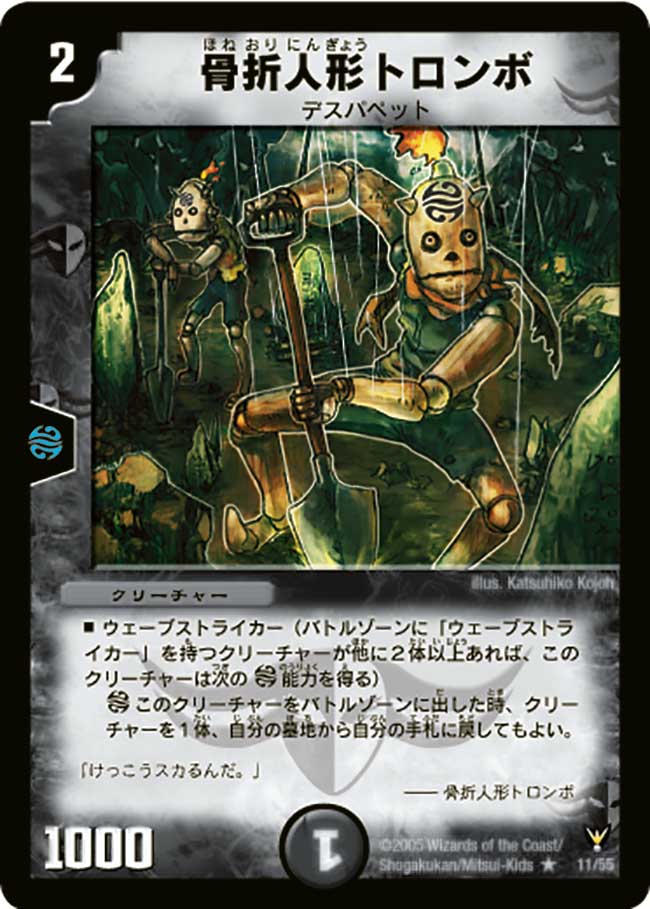 2
ほねおりにんぎょう
骨折人形トロンボ
デスパペット
illus. Katsuhiko Kojoh
クリーチャー
■ ウェーブストライカー（バトルゾーンに「ウェーブストラ
イカー」を持つクリーチャーが他に2体以上あれば、この
クリーチャーは次の 能力を得る）
このクリーチャーをバトルゾーンに出した時、クリー
チャーを1体、自分の墓地から自分の手札に戻してもよい。
「けっこうスカるんだ。」
—— 骨折人形トロンボ
1000
1
©2005 Wizards of the Coast/
Shogakukan/Mitsui-Kids ★ 11/55